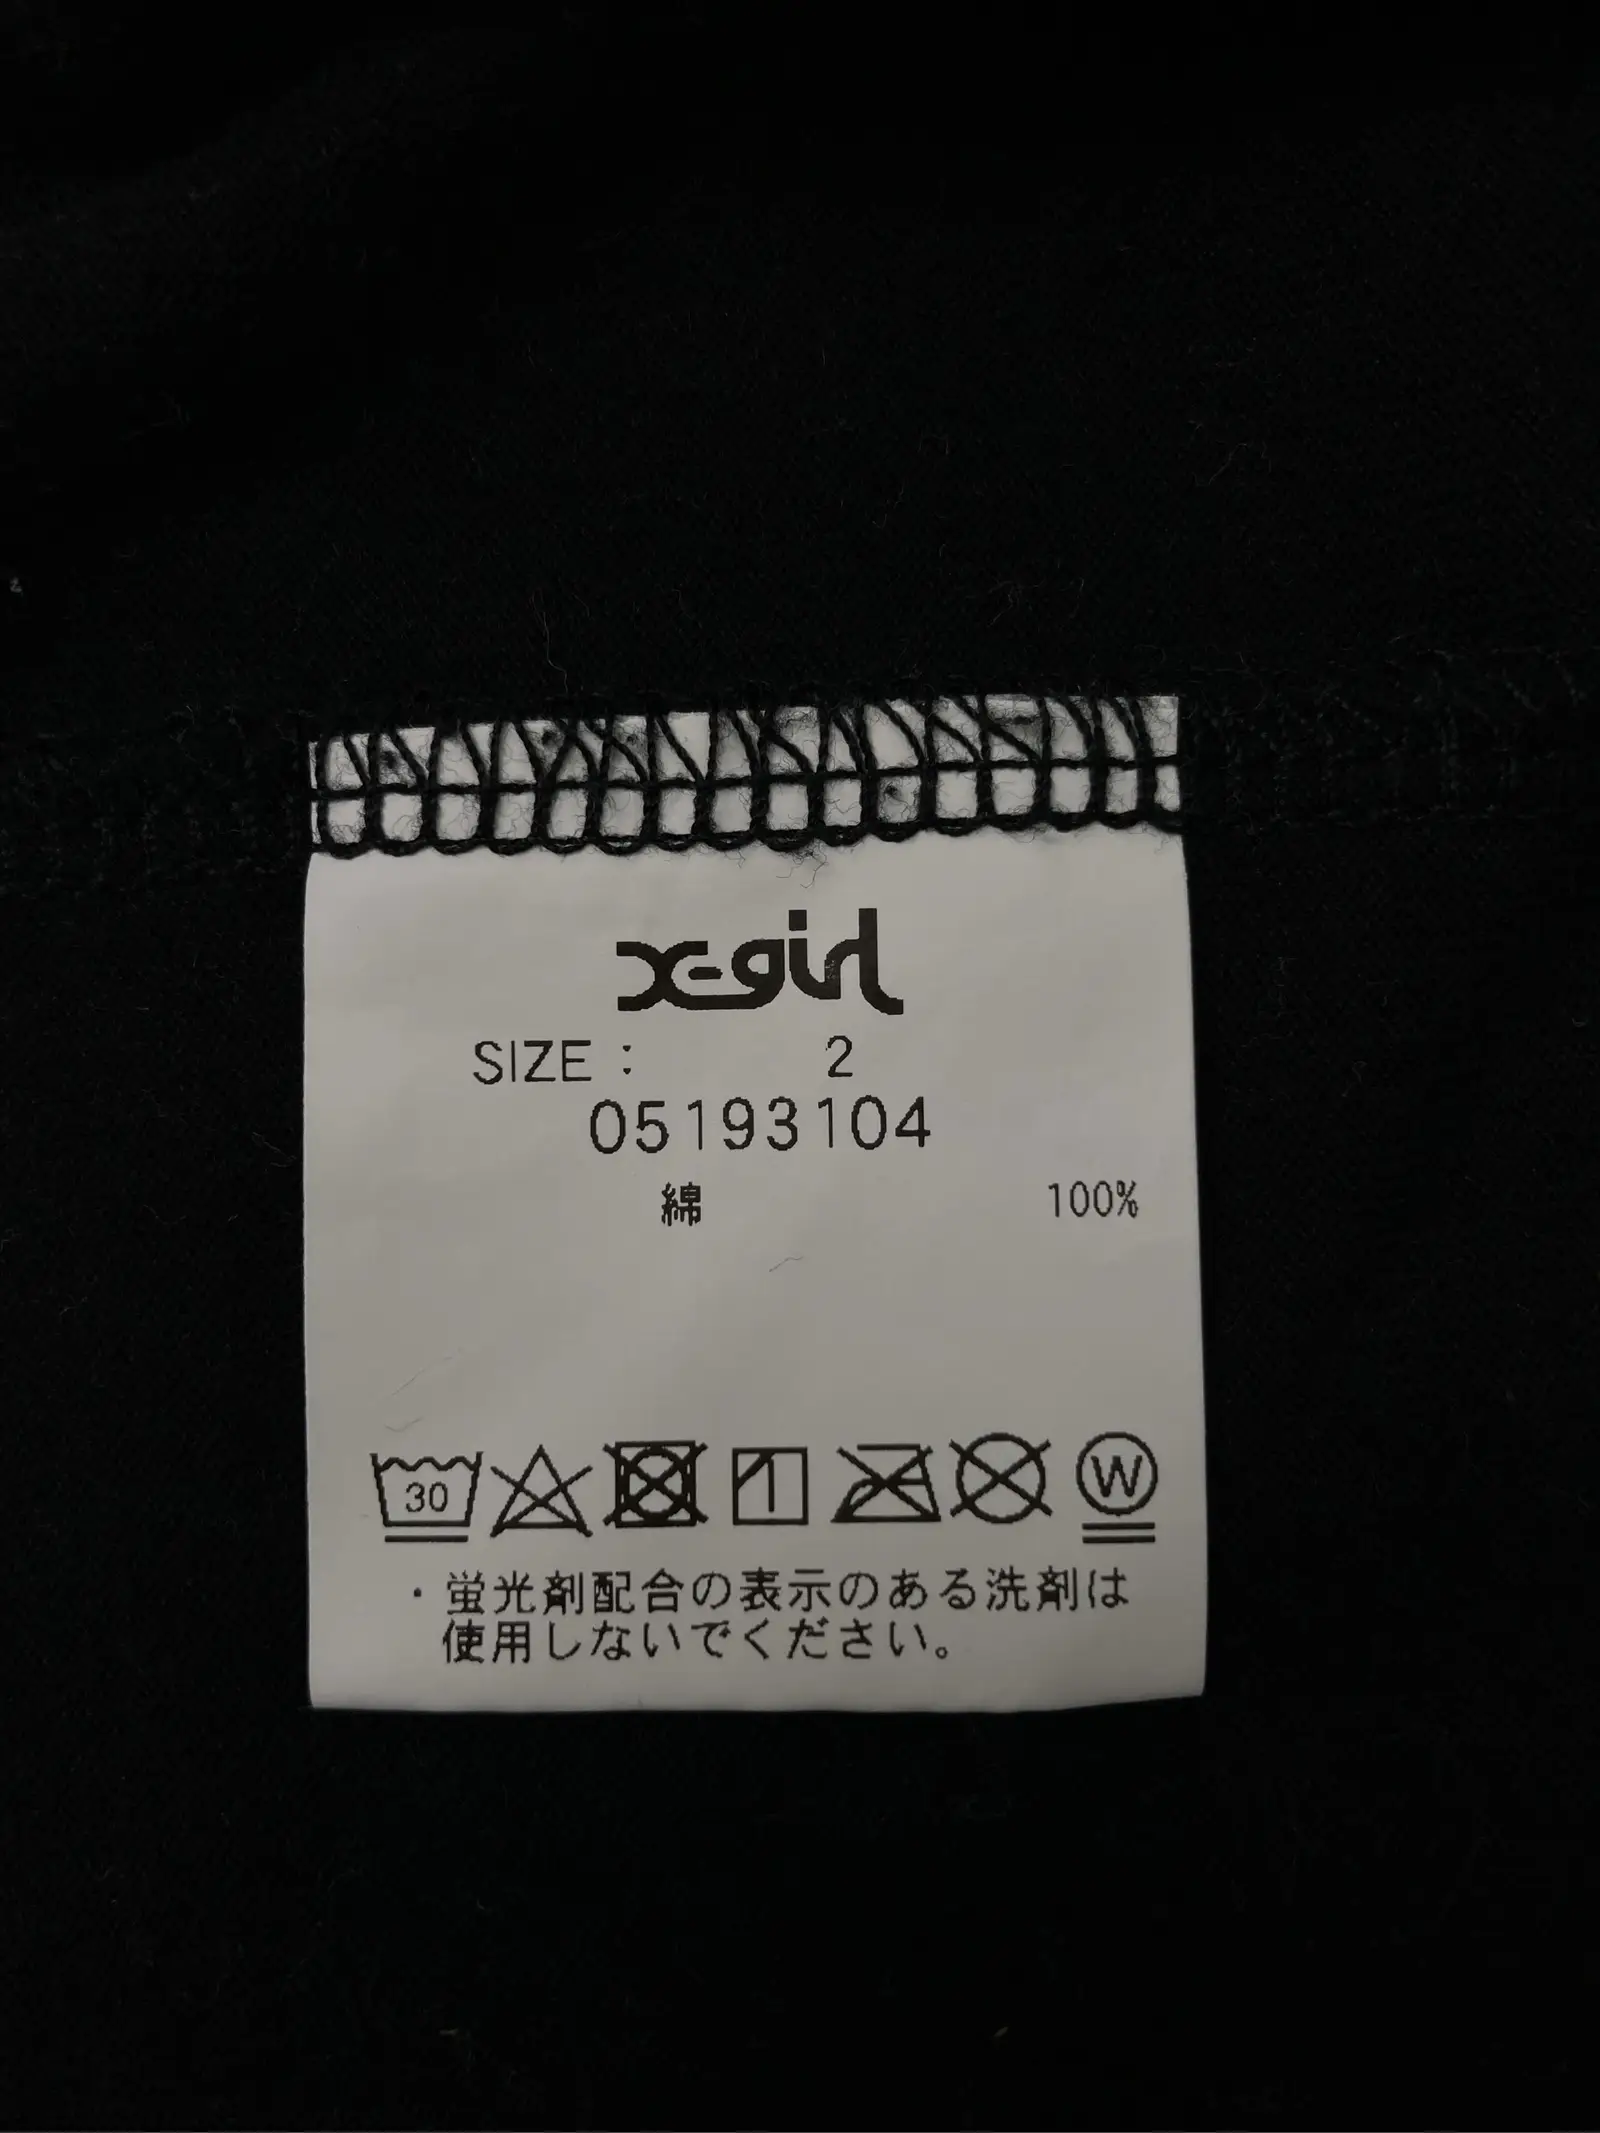 X-girl
SIZE : 2
05193104
綿 100%
30 W
・蛍光剤配合の表示のある洗剤は
使用しないでください。